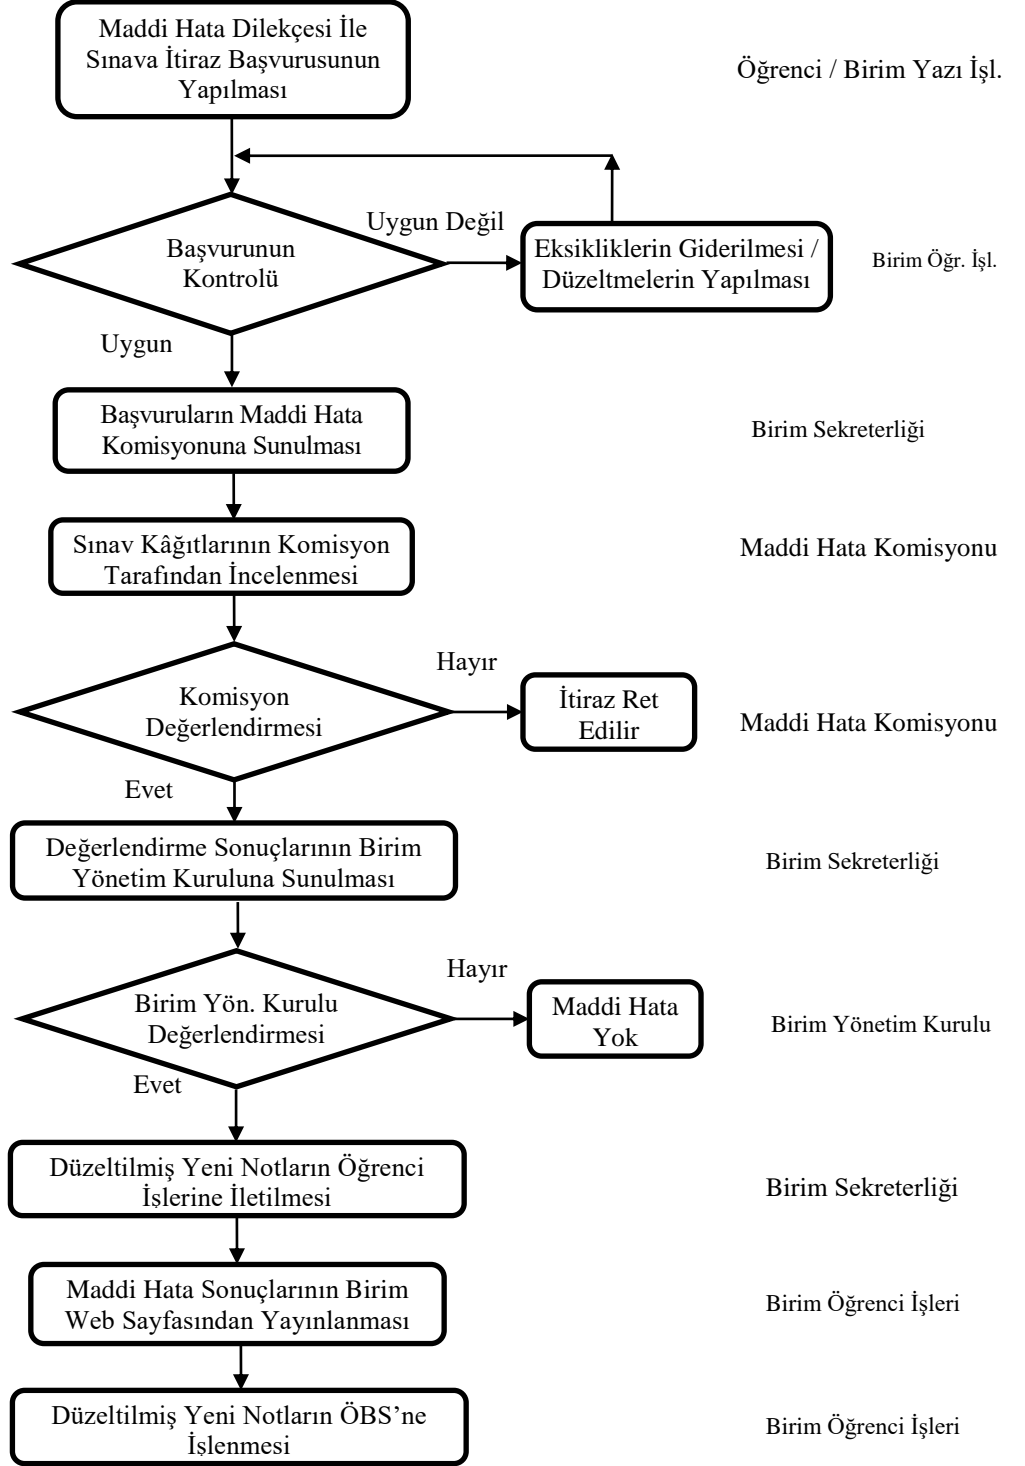 Maddi Hata Dilekçesi İle
Sınava İtiraz Başvurusunun
Yapılması
Öğrenci / Birim Yazı İşl.
Uygun Değil
Başvurunun
Kontrolü
Eksikliklerin Giderilmesi /
Düzeltmelerin Yapılması
Birim Öğr. İşl.
Uygun
Başvuruların Maddi Hata
Komisyonuna Sunulması
Birim Sekreterliği
Sınav Kâğıtlarının Komisyon
Tarafından İncelenmesi
Maddi Hata Komisyonu
Hayır
Komisyon
Değerlendirmesi
İtiraz Ret
Edilir
Maddi Hata Komisyonu
Evet
Değerlendirme Sonuçlarının Birim
Yönetim Kuruluna Sunulması
Birim Sekreterliği
Hayır
Birim Yön. Kurulu
Değerlendirmesi
Maddi Hata
Yok
Birim Yönetim Kurulu
Evet
Düzeltilmiş Yeni Notların Öğrenci
İşlerine İletilmesi
Birim Sekreterliği
Maddi Hata Sonuçlarının Birim
Web Sayfasından Yayınlanması
Birim Öğrenci İşleri
Düzeltilmiş Yeni Notların ÖBS’ne
İşlenmesi
Birim Öğrenci İşleri